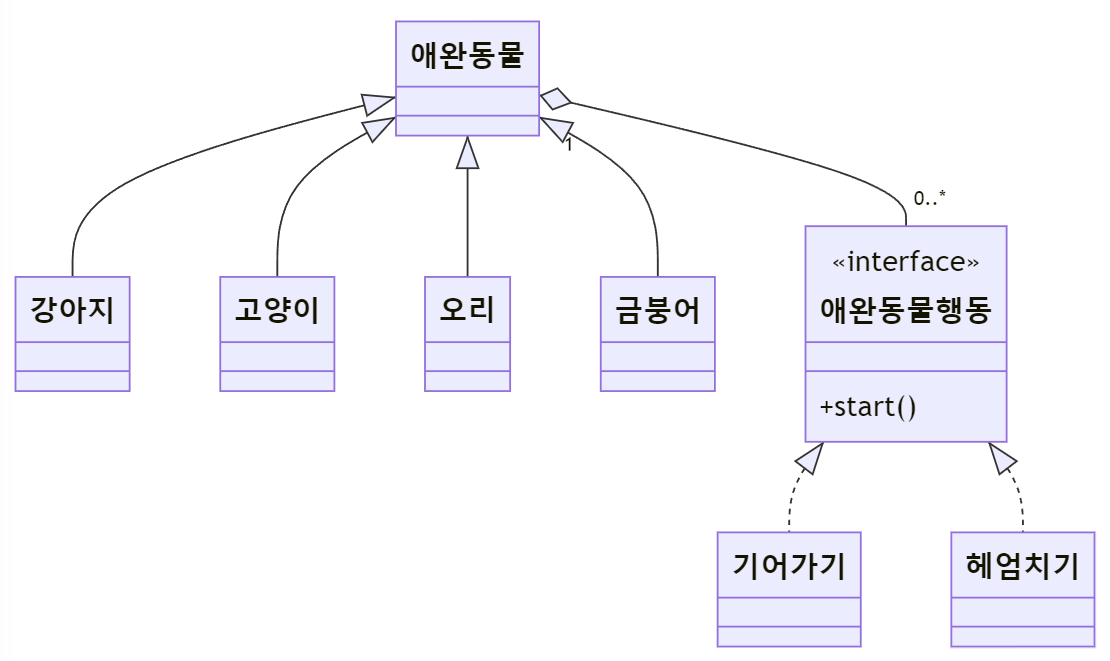 애완동물
1
0..*
«interface»
애완동물행동
+start()
강아지
고양이
오리
금붕어
기어가기
헤엄치기